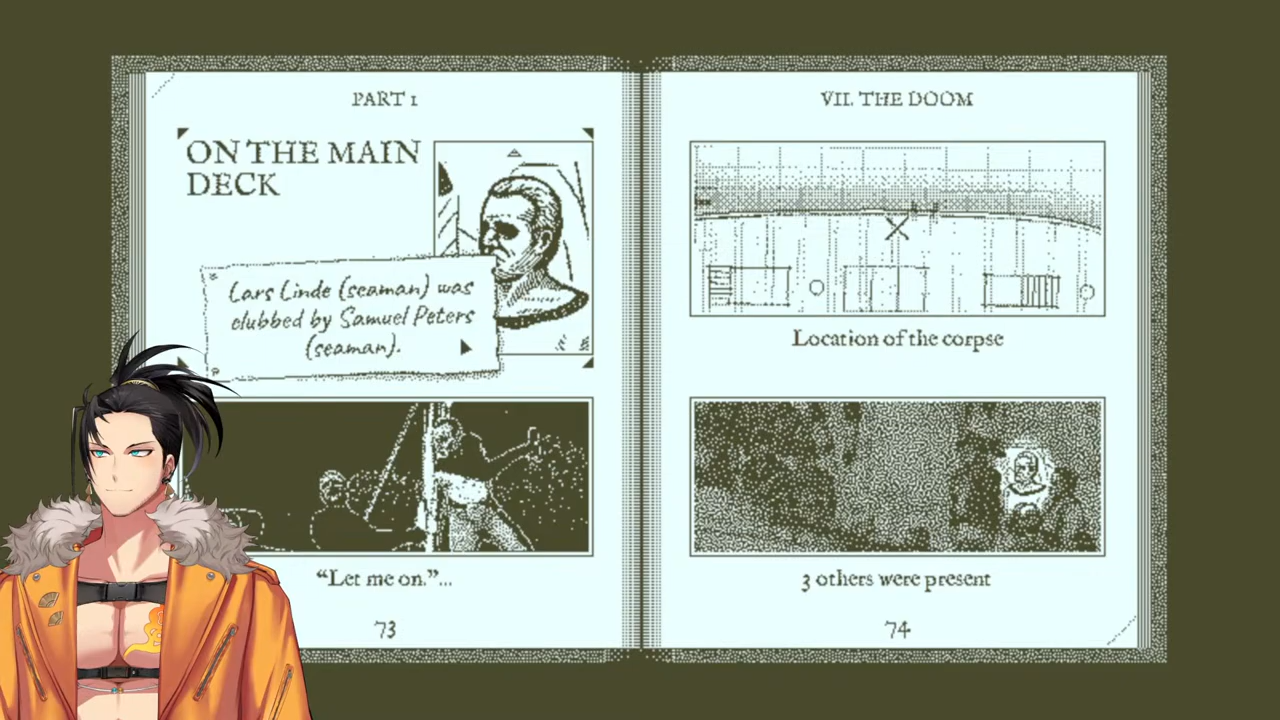 PART 1
ON THE MAIN
DECK
Lars Linde (seaman) was
clubbed by Samuel Peters
(seaman).
“Let me on.”...
73
VII. THE DOOM
Location of the corpse
3 others were present
74